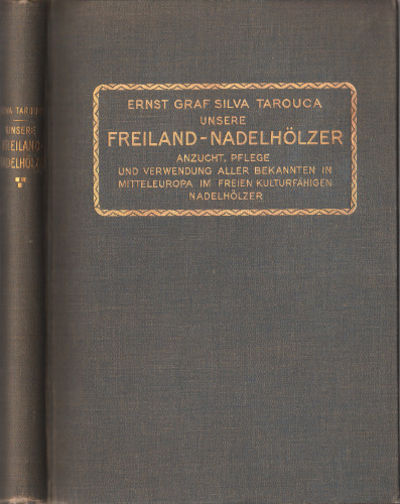 ERNST GRAF SILVA TAROUCA
UNSERE
FREILAND-NADELHÖLZER
ANZUCHT, PFLEGE
UND VERWENDUNG ALLER BEKANNTEN IN
MITTELEUROPA IM FREIEN KULTURFÄHIGEN
NADELHÖLZER
UNSERE
FREILAND-
NADELHÖLZ